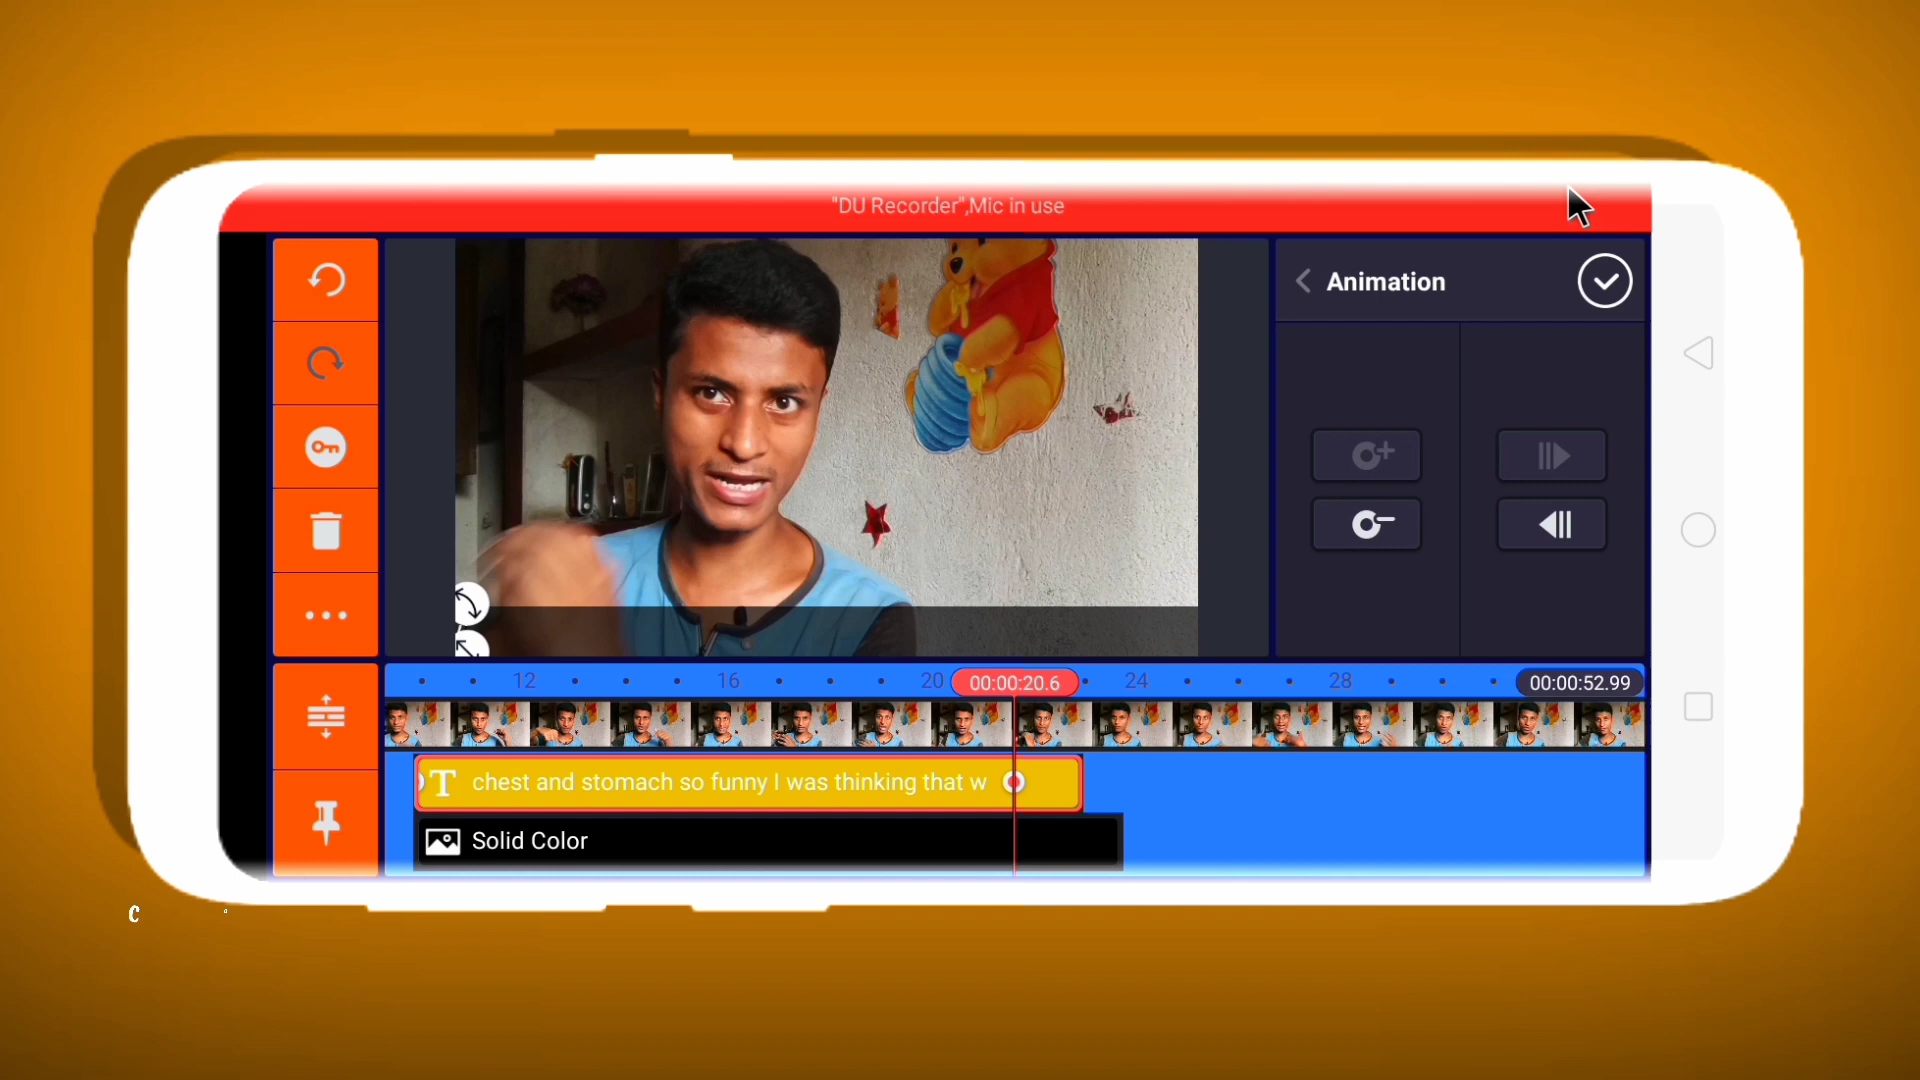 "DU Recorder",Mic in use
Animation
12 16 20 00:00:20.6 24 28 00:00:52.99
T chest and stomach so funny I was thinking that w
Solid Color
C